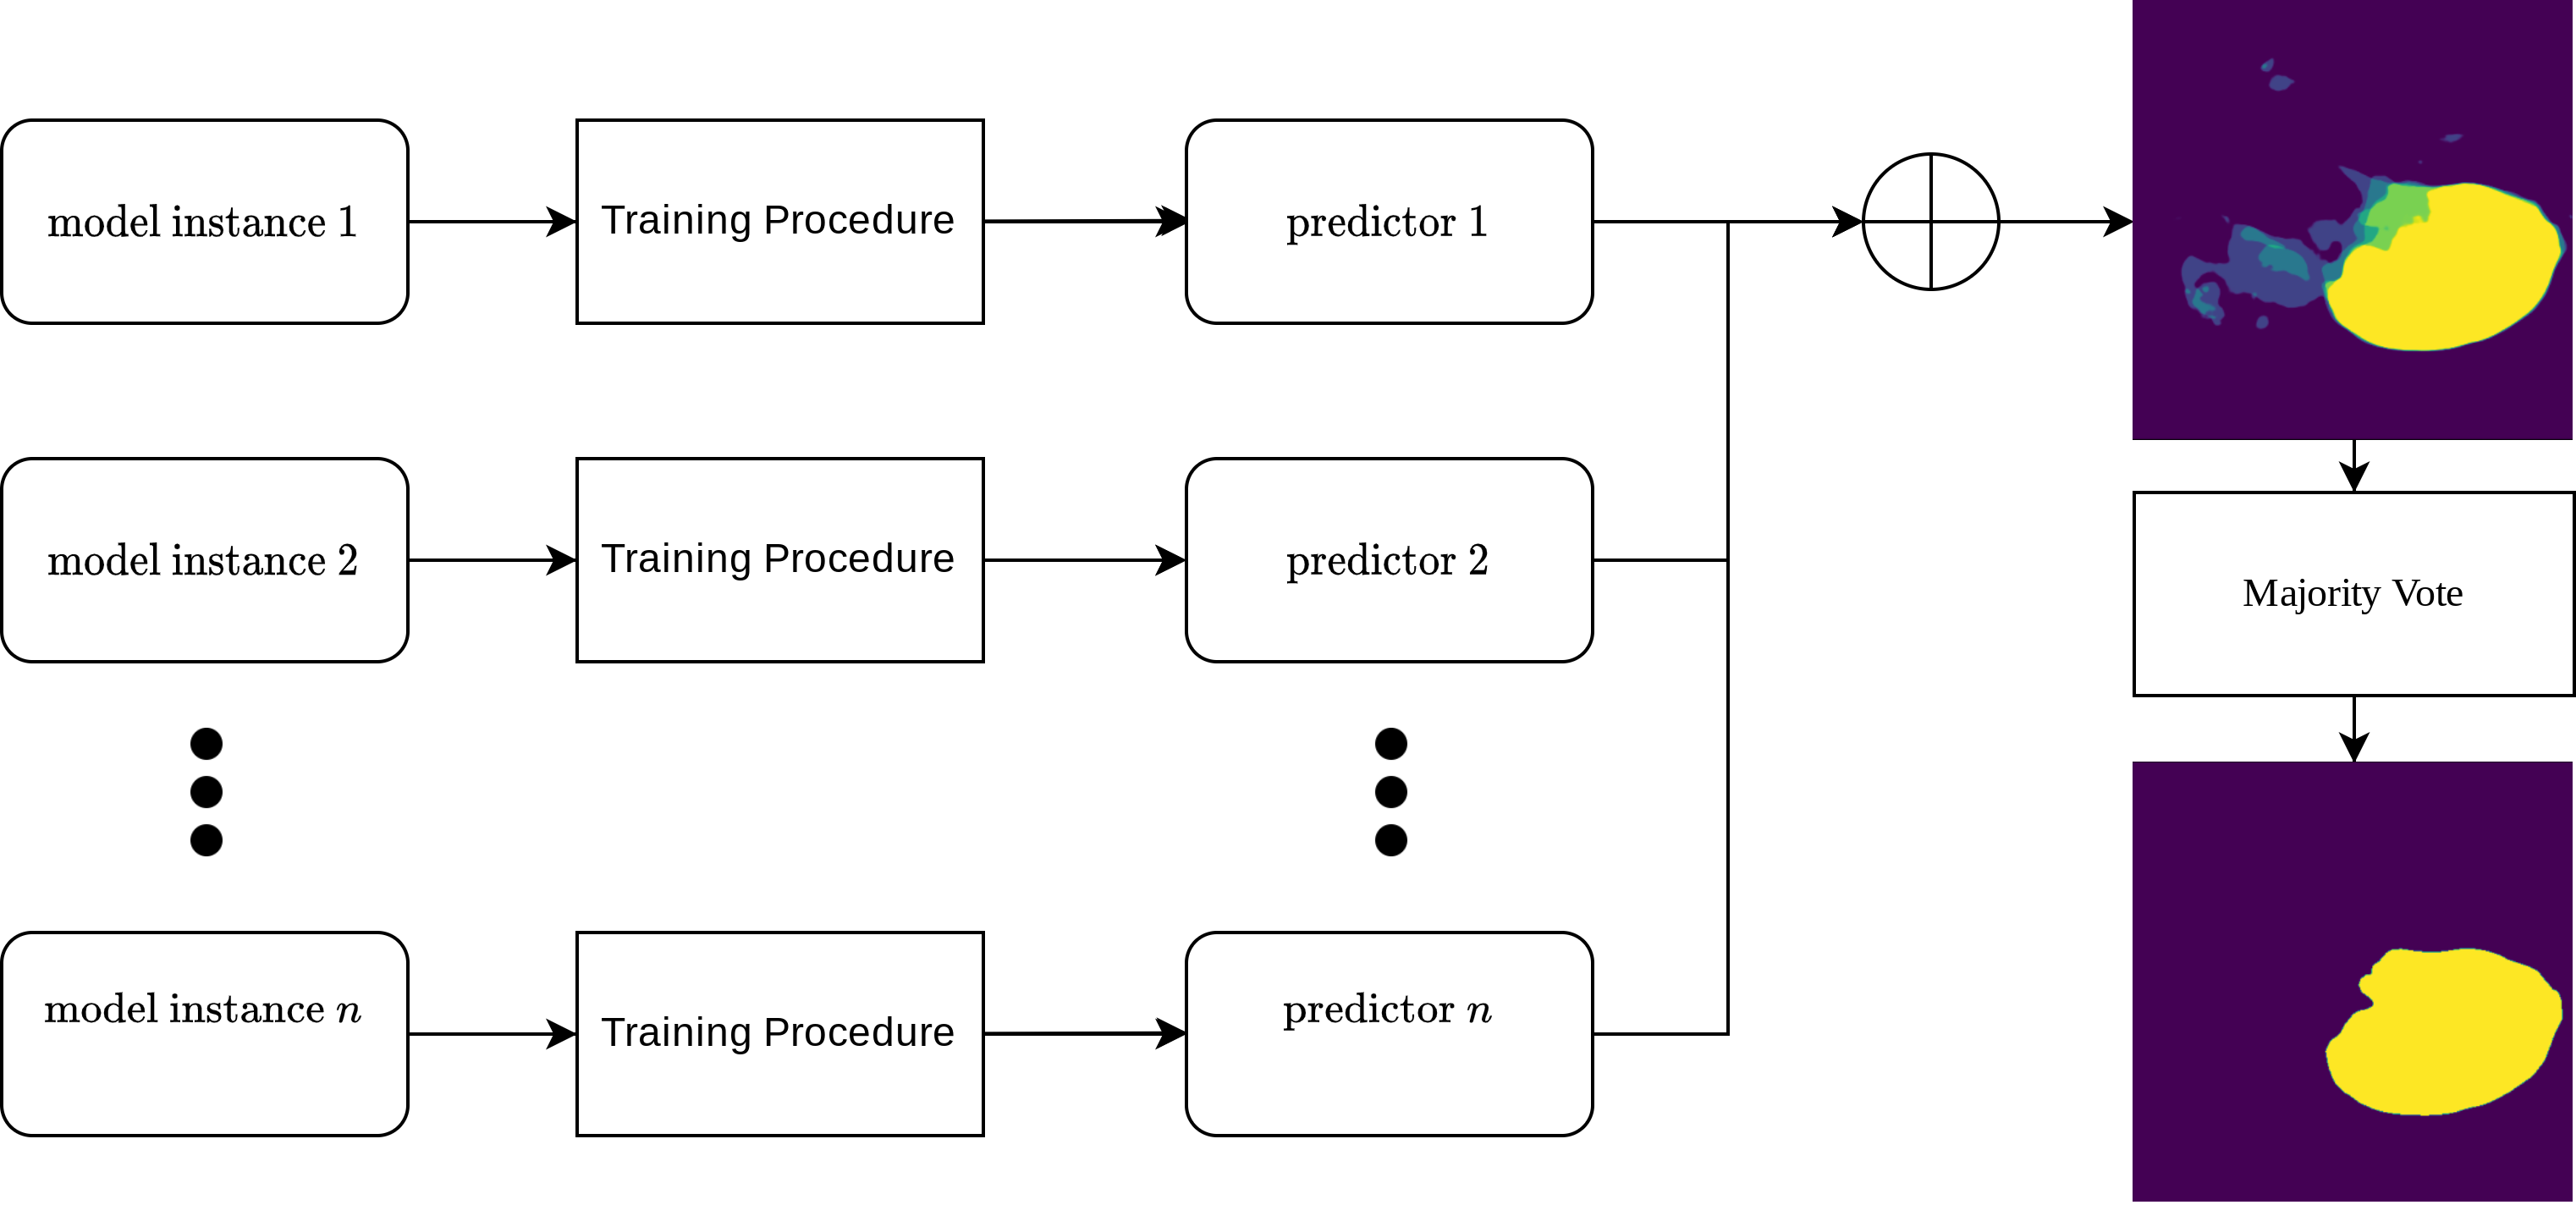 model instance 1
Training Procedure
predictor 1
model instance 2
Training Procedure
predictor 2
Majority Vote
model instance n
Training Procedure
predictor n